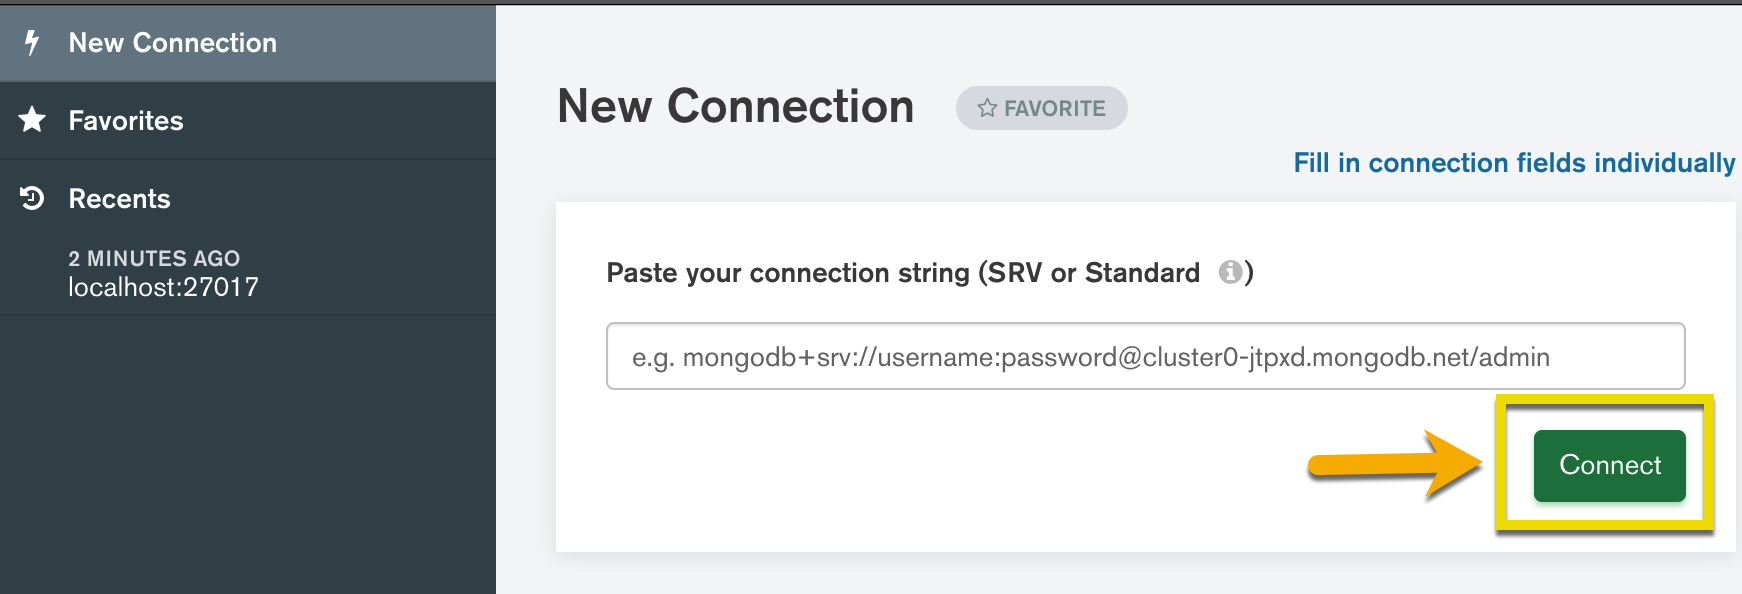 New Connection
Favorites
Recents
2 MINUTES AGO
localhost:27017
New Connection
FAVORITE
Fill in connection fields individually
Paste your connection string (SRV or Standard )
e.g. mongodb+srv://username:password@cluster0-jtpxd.mongodb.net/admin
Connect